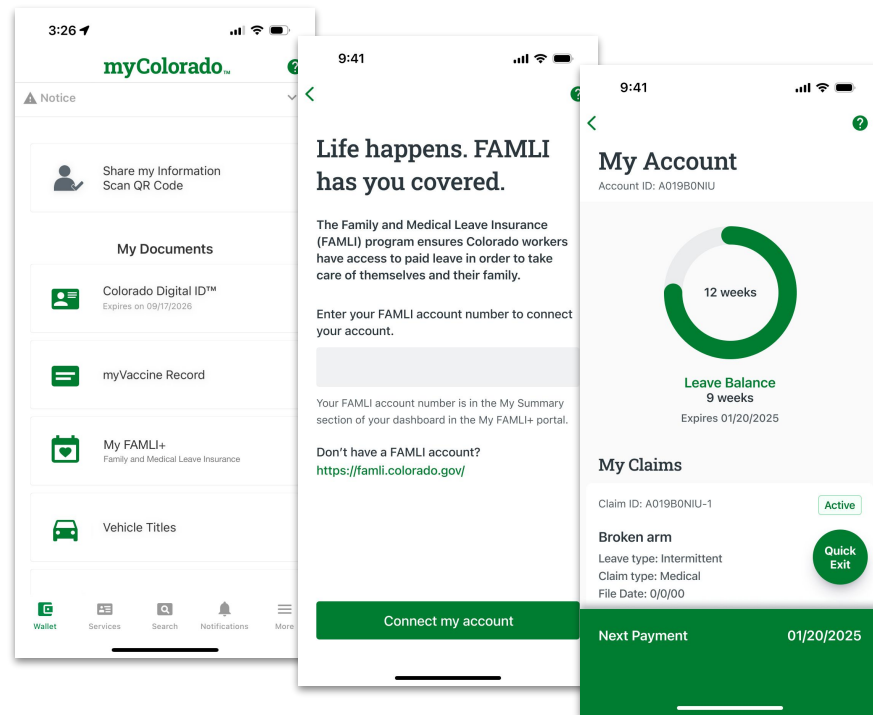 3:26
myColorado™
?
Notice
Share my Information
Scan QR Code
My Documents
Colorado Digital ID™
Expires on 09/17/2026
myVaccine Record
My FAMLI+
Family and Medical Leave Insurance
Vehicle Titles
Wallet
Services
Search
Notifications
More
9:41
?
Life happens. FAMLI
has you covered.
The Family and Medical Leave Insurance
(FAMLI) program ensures Colorado workers
have access to paid leave in order to take
care of themselves and their family.
Enter your FAMLI account number to connect
your account.
Your FAMLI account number is in the My Summary
section of your dashboard in the My FAMLI+ portal.
Don't have a FAMLI account?
https://famli.colorado.gov/
Connect my account
9:41
?
My Account
Account ID: A019B0NIU
12 weeks
Leave Balance
9 weeks
Expires 01/20/2025
My Claims
Claim ID: A019B0NIU-1
Active
Broken arm
Leave type: Intermittent
Claim type: Medical
File Date: 0/0/00
Quick
Exit
Next Payment
01/20/2025